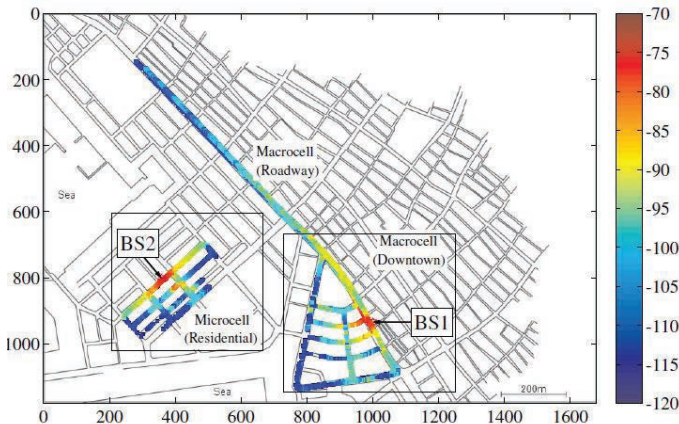 0
200
400
600
800
1000
Sea
BS2
Microcell
(Residential)
Macrocell
(Roadway)
Macrocell
(Downtown)
BS1
Sea
200m
0 200 400 600 800 1000 1200 1400 1600
-70
-75
-80
-85
-90
-95
-100
-105
-110
-115
-120